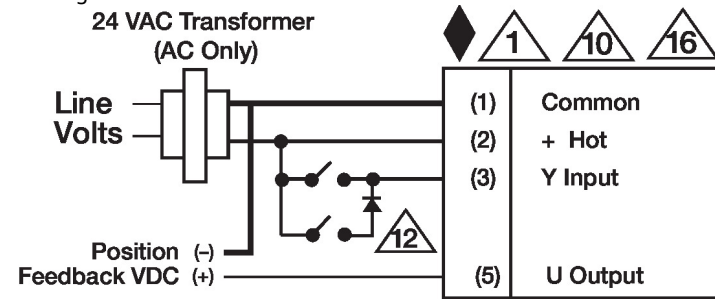 24 VAC Transformer
(AC Only)
1
10
16
Line
Volts
(1) Common
(2) + Hot
(3) Y Input
12
Position (–)
Feedback VDC (+)
(5) U Output